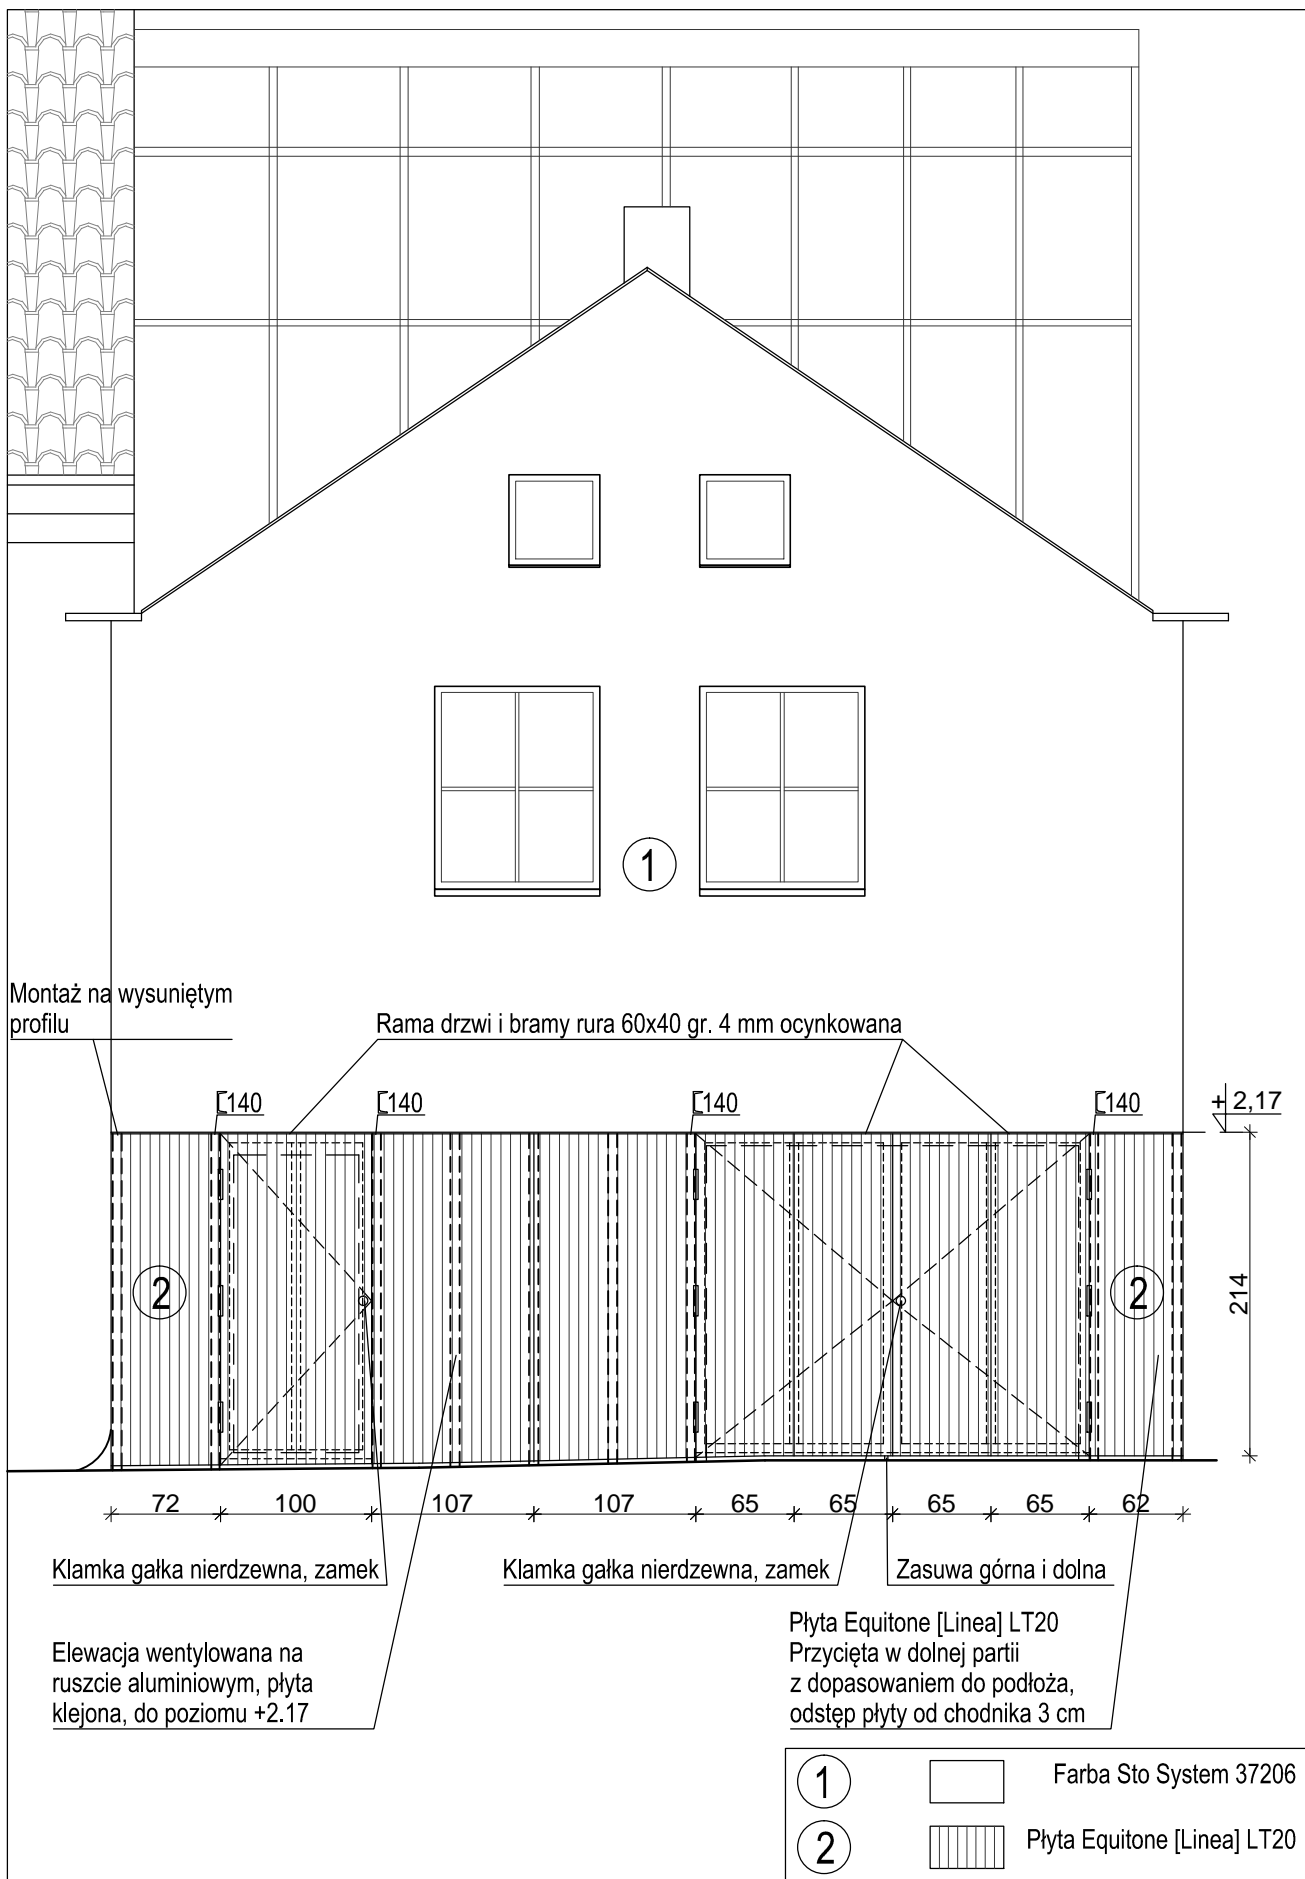 1
Montaż na wysuniętym
profilu
Rama drzwi i bramy rura 60x40 gr. 4 mm ocynkowana
[140 [140 [140 [140
+ 2,17
2 2
214
72 100 107 107 65 65 65 65 62
Klamka gałka nierdzewna, zamek
Klamka gałka nierdzewna, zamek
Zasuwa górna i dolna
Elewacja wentylowana na
ruszcie aluminiowym, płyta
klejona, do poziomu +2.17
Płyta Equitone [Linea] LT20
Przycięta w dolnej partii
z dopasowaniem do podłoża,
odstęp płyty od chodnika 3 cm
1 Farba Sto System 37206
2 Płyta Equitone [Linea] LT20